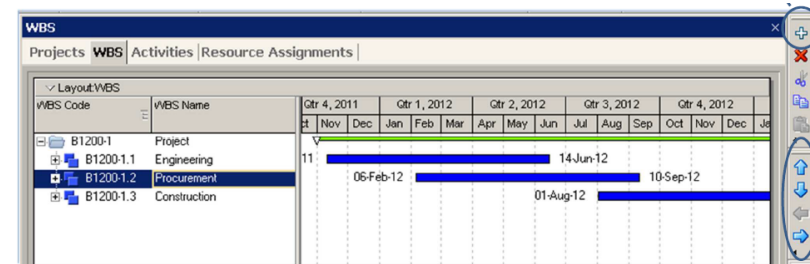 WBS
Projects WBS Activities Resource Assignments
Layout:WBS
WBS Code WBS Name Qtr 4, 2011 Qtr 1, 2012 Qtr 2, 2012 Qtr 3, 2012 Qtr 4, 2012
ct Nov Dec Jan Feb Mar Apr May Jun Jul Aug Sep Oct Nov Dec Ja
B1200-1 Project
B1200-1.1 Engineering 11 14-Jun-12
B1200-1.2 Procurement 06-Feb-12 10-Sep-12
B1200-1.3 Construction 01-Aug-12